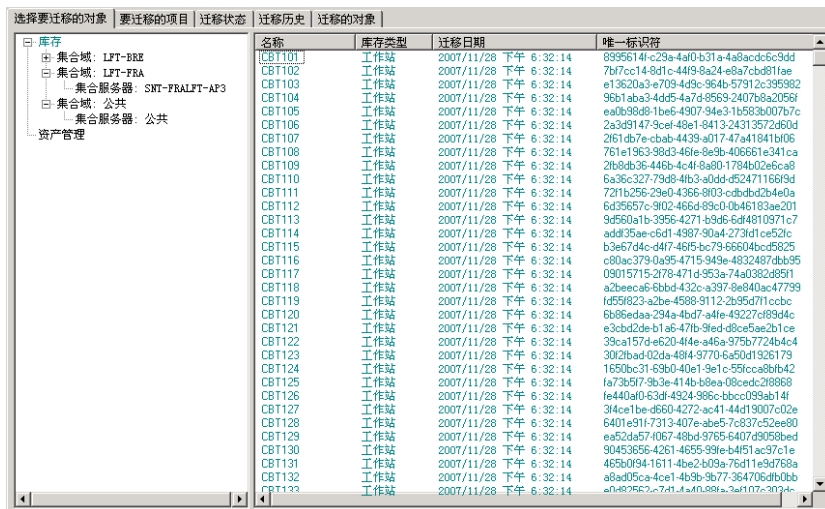 选择要迁移的对象 要迁移的项目 迁移状态 迁移历史 迁移的对象
库存
集合域: LFT-BRE
集合域: LFT-FRA
集合服务器: SNT-FRALFT-AP3
集合域: 公共
集合服务器: 公共
资产管理
名称 库存类型 迁移日期 唯一标识符
CBT101 工作站 2007/11/28 下午 6:32:14 8995614f-c29a-4af0-b31a-4a8acdc6c9dd
CBT102 工作站 2007/11/28 下午 6:32:14 7bf7cc14-8d1c-44f9-8a24-e8a7cbd81fae
CBT103 工作站 2007/11/28 下午 6:32:14 e13620a3-e709-4d9c-964b-57912c395982
CBT104 工作站 2007/11/28 下午 6:32:14 96b1aba3-4dd5-4a7d-8569-2407b8a2056f
CBT105 工作站 2007/11/28 下午 6:32:14 ea0b98d8-1be6-4907-94e3-1b583b007b7c
CBT106 工作站 2007/11/28 下午 6:32:14 2a3d9147-9cef-48e1-8413-24313572d60d
CBT107 工作站 2007/11/28 下午 6:32:14 2f61db7e-cbab-4439-a017-47a41841bf06
CBT108 工作站 2007/11/28 下午 6:32:14 761e1963-98d3-46fe-8e9b-406661e341ca
CBT109 工作站 2007/11/28 下午 6:32:14 2fb8db36-446b-4c4f-8a80-1784b02e6ca8
CBT110 工作站 2007/11/28 下午 6:32:14 6a36c327-79d8-4fb3-a0dd-d52471166f9d
CBT111 工作站 2007/11/28 下午 6:32:14 72f1b256-29e0-4366-8f03-cdbdbd2b4e0a
CBT112 工作站 2007/11/28 下午 6:32:14 6d35657c-9f02-466d-89c0-0b46183ae201
CBT113 工作站 2007/11/28 下午 6:32:14 9d560a1b-3956-4271-b9d6-6df4810971c7
CBT114 工作站 2007/11/28 下午 6:32:14 addf35ae-c6d1-4987-90a4-273fd1ce52fc
CBT115 工作站 2007/11/28 下午 6:32:14 b3e67d4c-d4f7-46f5-bc79-66604bcd5825
CBT116 工作站 2007/11/28 下午 6:32:14 c80ac379-0a95-4715-949e-4832487dbb95
CBT117 工作站 2007/11/28 下午 6:32:14 09015715-2f78-471d-953a-74a0382d85f1
CBT118 工作站 2007/11/28 下午 6:32:14 a2beeca6-6bbd-432c-a397-8e840ac47799
CBT119 工作站 2007/11/28 下午 6:32:14 fd55f823-a2be-4588-9112-2b95d7f1ccbc
CBT120 工作站 2007/11/28 下午 6:32:14 6b86edaa-294a-4bd7-a4fe-49227cf89d4c
CBT121 工作站 2007/11/28 下午 6:32:14 e3cbd2de-b1a6-47fb-9fed-d8ce5ae2b1ce
CBT122 工作站 2007/11/28 下午 6:32:14 39ca157d-e620-4f4e-a46a-975b7724b4c4
CBT123 工作站 2007/11/28 下午 6:32:14 30f2fbad-02da-48f4-9770-6a50d1926179
CBT124 工作站 2007/11/28 下午 6:32:14 1650bc31-69b0-40e1-9e1c-55fcca8bfb42
CBT125 工作站 2007/11/28 下午 6:32:14 fa73b5f7-9b3e-414b-b8ea-08cedc2f8868
CBT126 工作站 2007/11/28 下午 6:32:14 fe440af0-63df-4924-986c-bbcc099ab14f
CBT127 工作站 2007/11/28 下午 6:32:14 3f4ce1be-d660-4272-ac41-44d19007c02e
CBT128 工作站 2007/11/28 下午 6:32:14 6401e91f-7313-407e-abe5-7c837c52ee80
CBT129 工作站 2007/11/28 下午 6:32:14 ea52da57-f067-48bd-9765-6407d9058bed
CBT130 工作站 2007/11/28 下午 6:32:14 90453656-4261-4655-99fe-b4f51ac97c1e
CBT131 工作站 2007/11/28 下午 6:32:14 465b0f94-1611-4be2-b09a-76d11e9d768a
CBT132 工作站 2007/11/28 下午 6:32:14 a8ad05ca-4ce1-4b9b-9b77-364706dfb0bb
CBT133 工作站 2007/11/28 下午 6:32:14 e0d82562-c7d1-4a40-88fa-3ef107c303dc